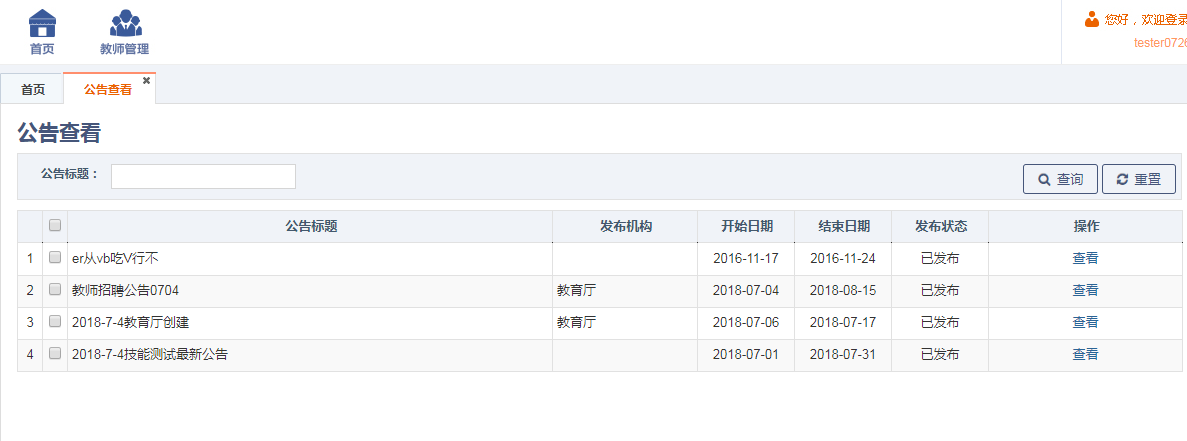 首页 教师管理 您好，欢迎登录
tester0726
首页 公告查看
公告查看
公告标题： 查询 重置
公告标题 发布机构 开始日期 结束日期 发布状态 操作
1 er从vb吃V行不 2016-11-17 2016-11-24 已发布 查看
2 教师招聘公告0704 教育厅 2018-07-04 2018-08-15 已发布 查看
3 2018-7-4教育厅创建 教育厅 2018-07-06 2018-07-17 已发布 查看
4 2018-7-4技能测试最新公告 2018-07-01 2018-07-31 已发布 查看